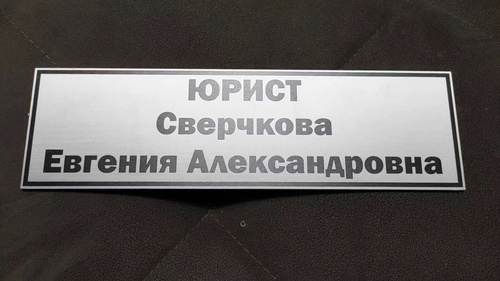 ЮРИСТ
Сверчкова
Евгения Александровна